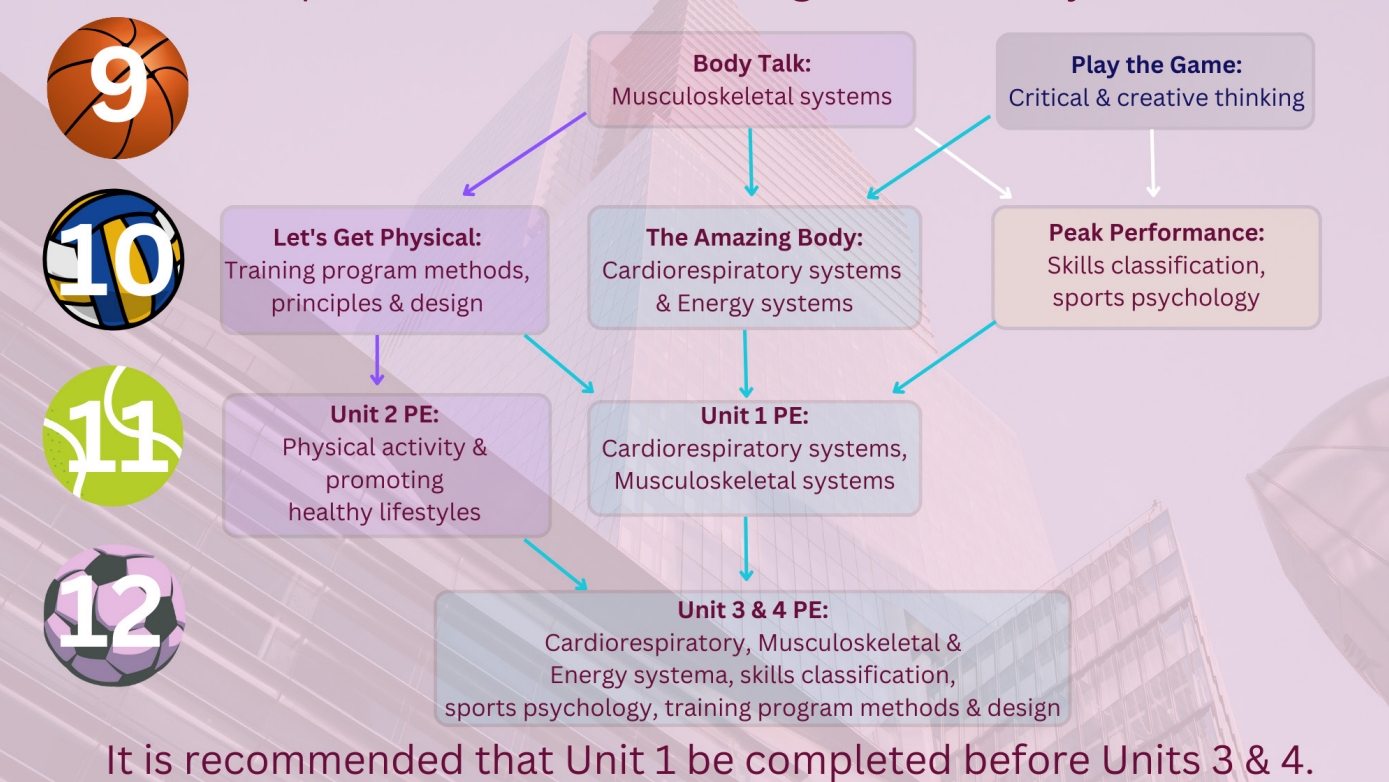 9
Body Talk:
Musculoskeletal systems
Play the Game:
Critical & creative thinking
10
Let's Get Physical:
Training program methods,
principles & design
The Amazing Body:
Cardiorespiratory systems
& Energy systems
Peak Performance:
Skills classification,
sports psychology
11
Unit 2 PE:
Physical activity &
promoting
healthy lifestyles
Unit 1 PE:
Cardiorespiratory systems,
Musculoskeletal systems
12
Unit 3 & 4 PE:
Cardiorespiratory, Musculoskeletal &
Energy systema, skills classification,
sports psychology, training program methods & design
It is recommended that Unit 1 be completed before Units 3 & 4.